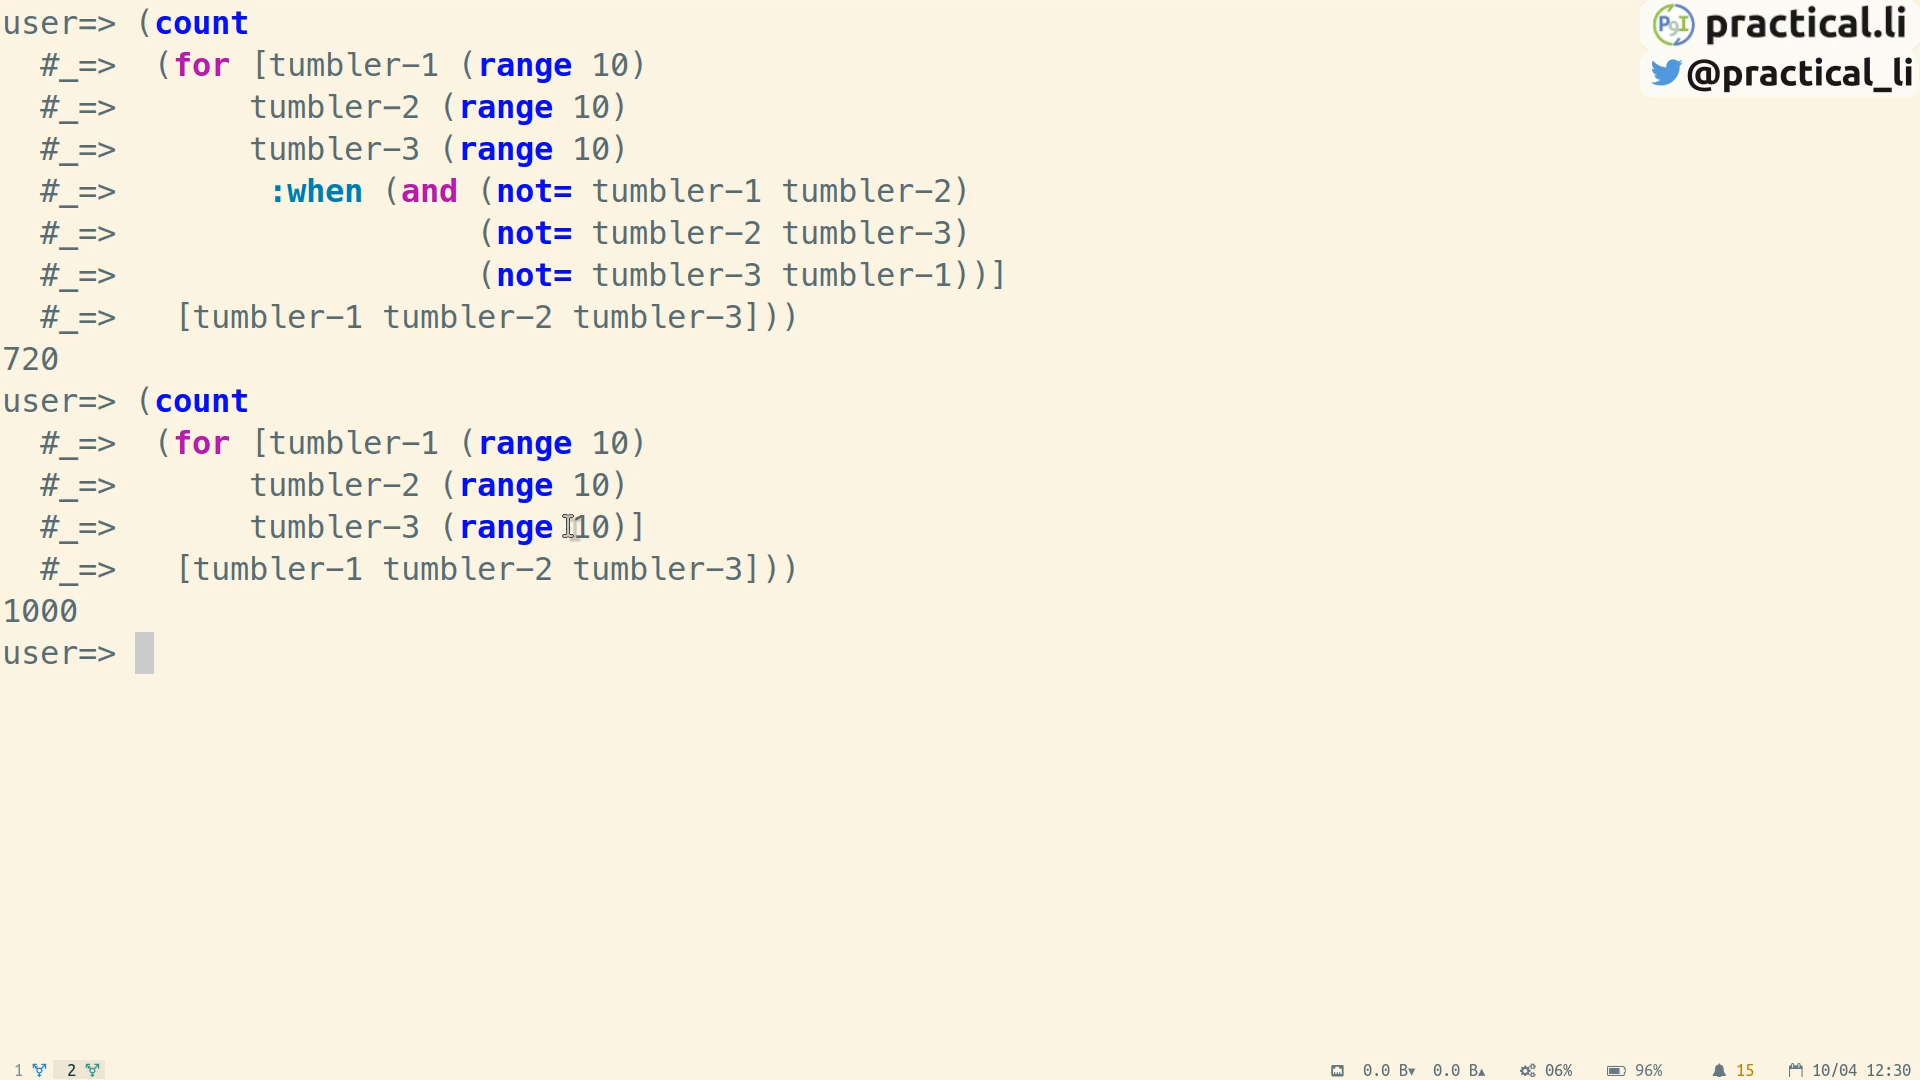 user=> (count
#_=> (for [tumbler-1 (range 10)
#_=> tumbler-2 (range 10)
#_=> tumbler-3 (range 10)
#_=> :when (and (not= tumbler-1 tumbler-2)
#_=> (not= tumbler-2 tumbler-3)
#_=> (not= tumbler-3 tumbler-1))]
#_=> [tumbler-1 tumbler-2 tumbler-3]))
720
user=> (count
#_=> (for [tumbler-1 (range 10)
#_=> tumbler-2 (range 10)
#_=> tumbler-3 (range 10)]
#_=> [tumbler-1 tumbler-2 tumbler-3]))
1000
user=>
practical.li
@practical_li
1 2 0.0 B▾ 0.0 B▴ 06% 96% 15 10/04 12:30